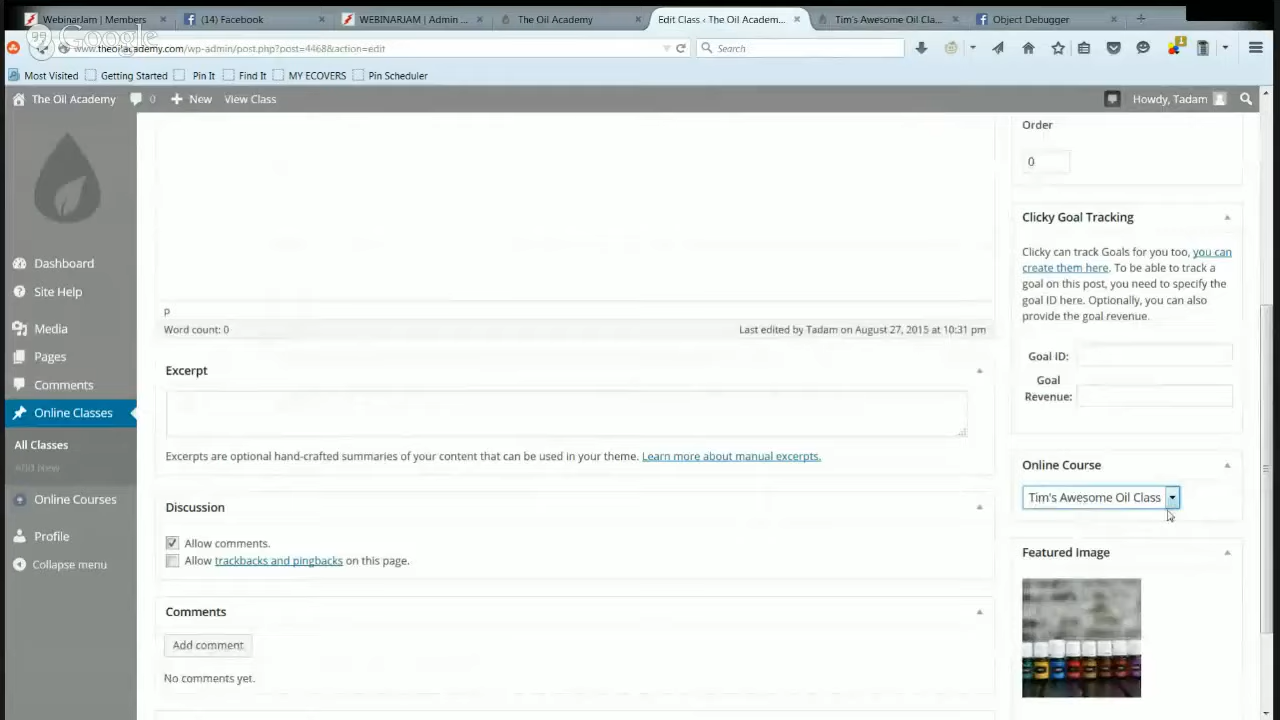 Webinarjam | Members
(14) Facebook
WEBINARJAM | Admin ...
The Oil Academy
Edit Class ‹ The Oil Academ...
Tim's Awesome Oil Cla...
Object Debugger
Google
www.theoilacademy.com/wp-admin/post.php?post=4468&action=edit
Search
1
Most Visited
Getting Started
Pin It
Find It
MY ECOVERS
Pin Scheduler
The Oil Academy
0
New
View Class
Howdy, Tadam
Dashboard
Site Help
Media
Pages
Comments
Online Classes
All Classes
Add New
Online Courses
Profile
Collapse menu
p
Word count: 0
Last edited by Tadam on August 27, 2015 at 10:31 pm
Excerpt
Excerpts are optional hand-crafted summaries of your content that can be used in your theme. Learn more about manual excerpts.
Discussion
Allow comments.
Allow trackbacks and pingbacks on this page.
Comments
Add comment
No comments yet.
Order
0
Clicky Goal Tracking
Clicky can track Goals for you too, you can
create them here. To be able to track a
goal on this post, you need to specify the
goal ID here. Optionally, you can also
provide the goal revenue.
Goal ID:
Goal
Revenue:
Online Course
Tim's Awesome Oil Class
Featured Image